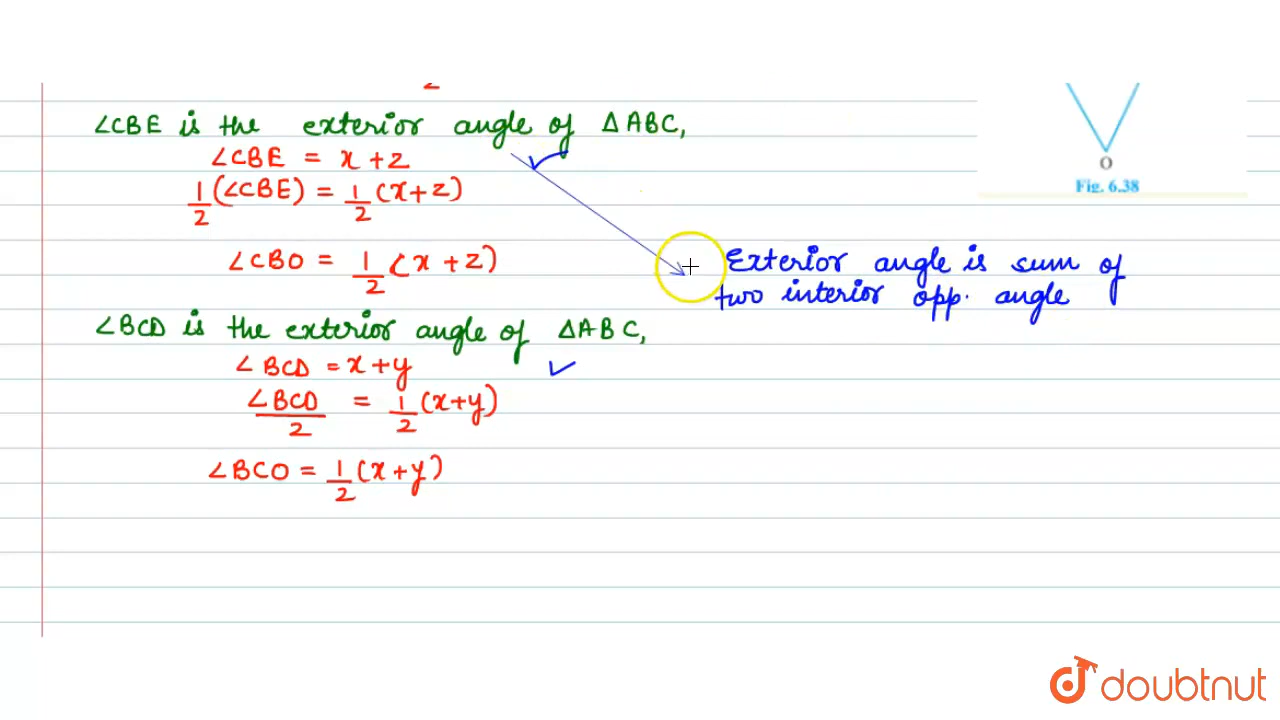 2
∠CBE is the exterior angle of ΔABC,
∠CBE = x + z
1/2 (∠CBE) = 1/2 (x + z)
∠CBO = 1/2 (x + z)
∠BCD is the exterior angle of ΔABC,
∠BCD = x + y
∠BCD/2 = 1/2 (x + y)
∠BCO = 1/2 (x + y)
O
Fig. 6.38
Exterior angle is sum of
two interior opp. angle
doubtnut